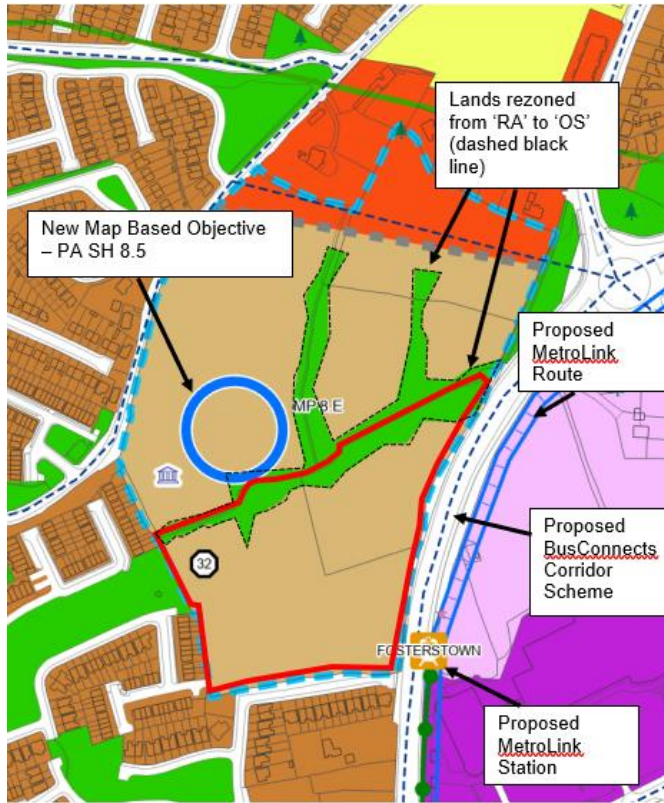 Lands rezoned
from ‘RA’ to ‘OS’
(dashed black
line)
New Map Based Objective
– PA SH 8.5
Proposed
MetroLink
Route
MP 8 E
Proposed
BusConnects
Corridor
Scheme
32
FOSTERSTOWN
Proposed
MetroLink
Station